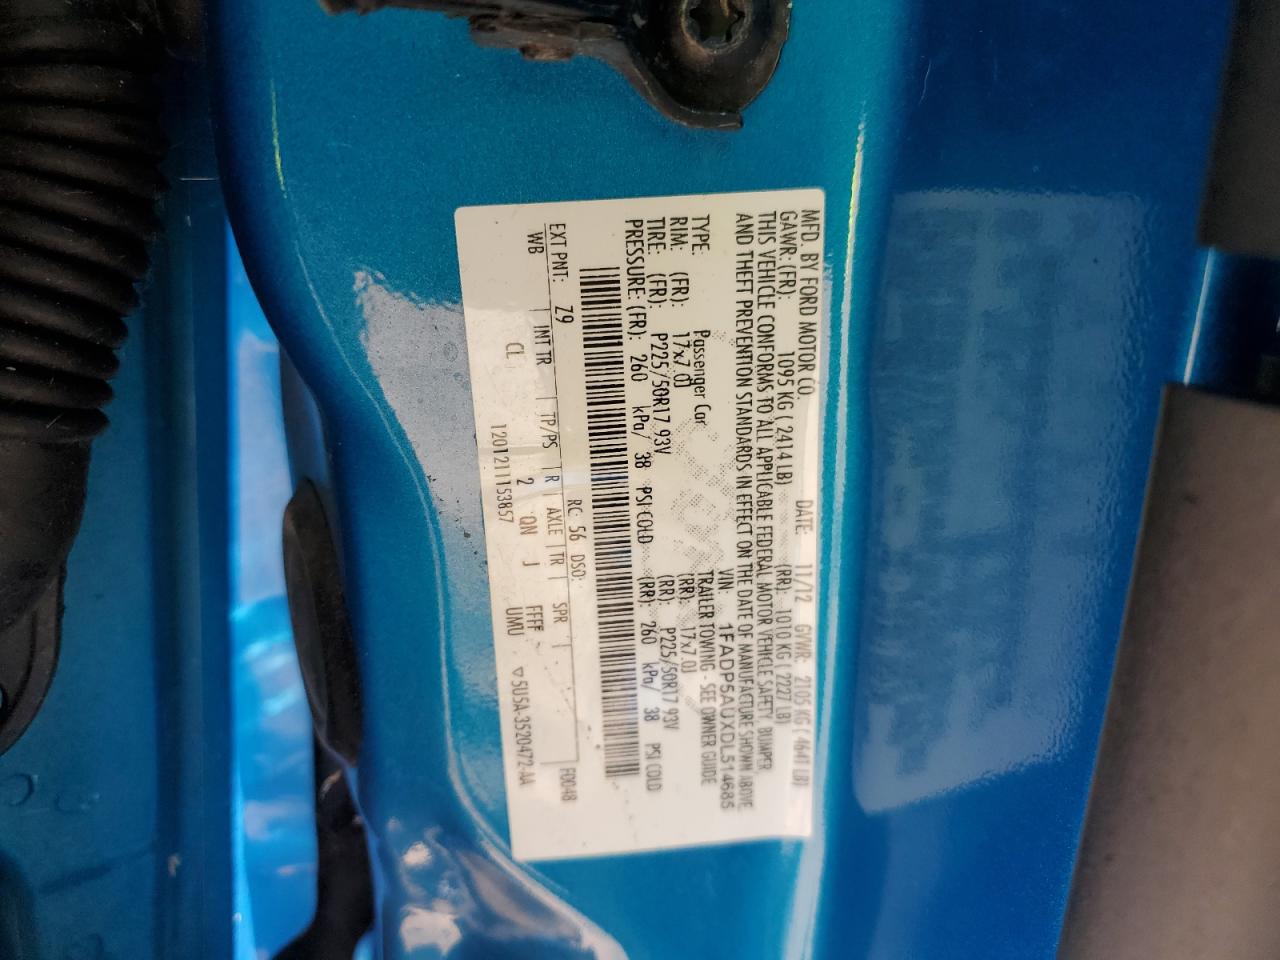 MFD. BY FORD MOTOR CO.
DATE: 11/12 GVWR: 2105 KG ( 4641 LB)
GAWR: (FR): 1095 KG ( 2414 LB) (RR): 1010 KG ( 2227 LB)
THIS VEHICLE CONFORMS TO ALL APPLICABLE FEDERAL MOTOR VEHICLE SAFETY, BUMPER,
AND THEFT PREVENTION STANDARDS IN EFFECT ON THE DATE OF MANUFACTURE SHOWN ABOVE
VIN: 1FADP5AUXDL514685
TYPE: Passenger Car TRAILER TOWING - SEE OWNER GUIDE
RIM: (FR): 17x7.0J (RR): 17x7.0J
TIRE: (FR): P225/50R17 93V (RR): P225/50R17 93V
PRESSURE: (FR): 260 kPa/ 38 PSI COLD (RR): 260 kPa/ 38 PSI COLD
EXT PNT: Z9 RC: 56 DSO: F0048
WB INT TR TP/PS R AXLE TR SPR
CL 2 QN J FFFF
1201211153857 UMU ▽5U5A-3520472-AA